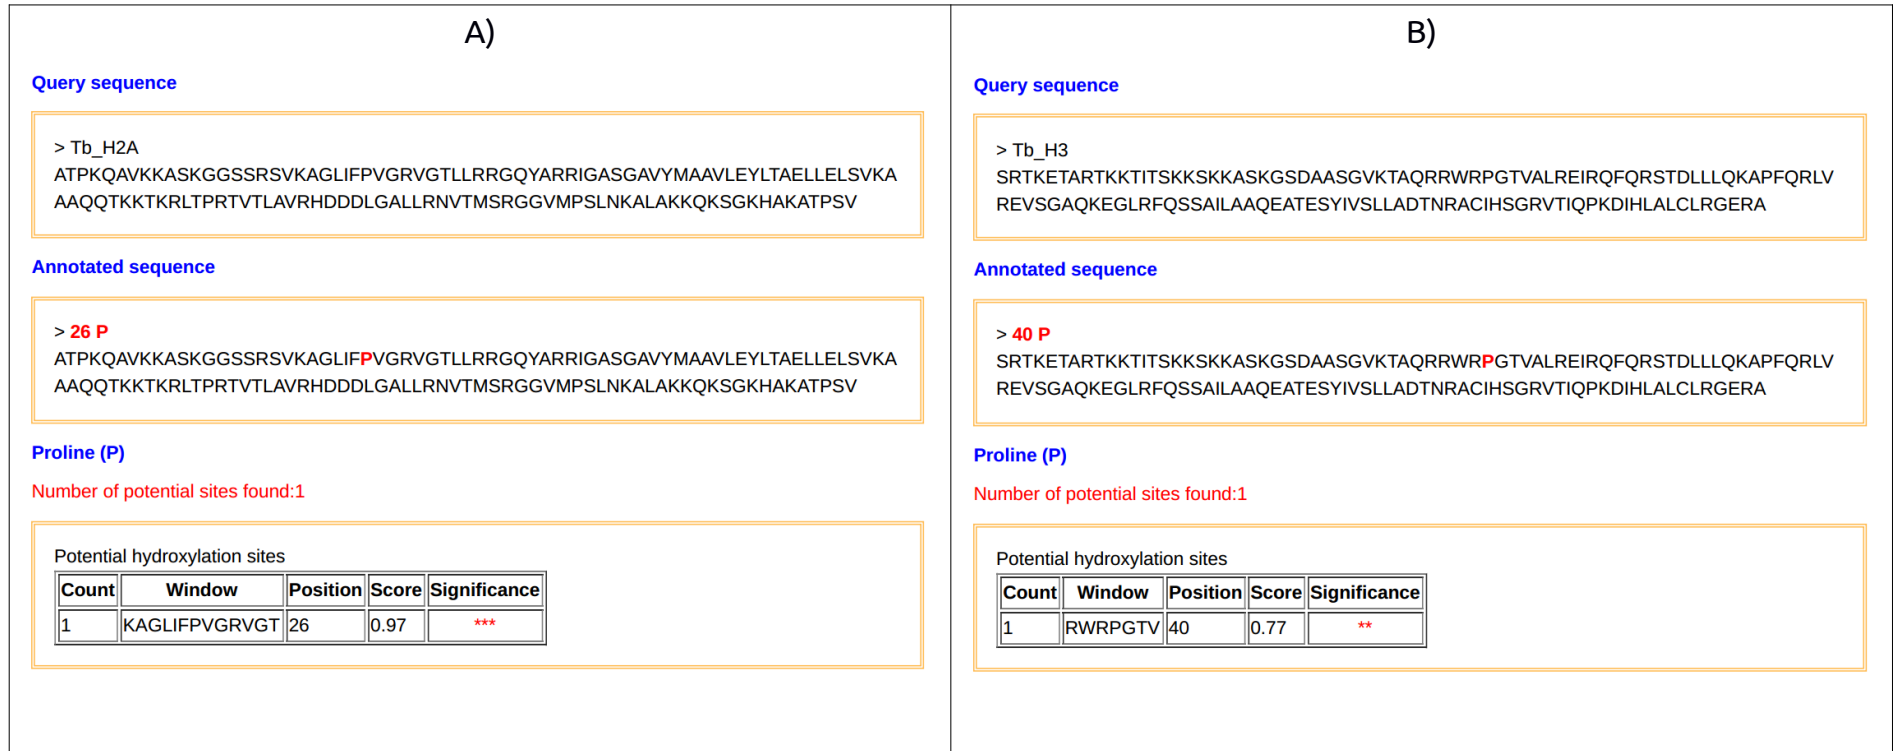 A)
Query sequence
> Tb_H2A
ATPKQAVKKASKGGSSRSVKAGLIFPVGRVGTLLRRGQYARRIGASGAVYMAAVLEYLTAELLELSVKA
AAQQTKKTKRLTPRTVTLAVRHDDDLGALLRNVTMSRGGVMPSLNKALAKKQKSGKHAKATPSV
Annotated sequence
> 26 P
ATPKQAVKKASKGGSSRSVKAGLIFPVGRVGTLLRRGQYARRIGASGAVYMAAVLEYLTAELLELSVKA
AAQQTKKTKRLTPRTVTLAVRHDDDLGALLRNVTMSRGGVMPSLNKALAKKQKSGKHAKATPSV
Proline (P)
Number of potential sites found:1
Potential hydroxylation sites
Count Window Position Score Significance
1 KAGLIFPVGRVGT 26 0.97 ***
B)
Query sequence
> Tb_H3
SRTKETARTKKTITSKKSKKASKGSDAASGVKTAQRRWRPGTVALREIRQFQRSTDLLLQKAPFQRLV
REVSGAQKEGLRFQSSAILAAQEATESYIVSLLADTNRACIHSGRVTIQPKDIHLALCLRGERA
Annotated sequence
> 40 P
SRTKETARTKKTITSKKSKKASKGSDAASGVKTAQRRWRPGTVALREIRQFQRSTDLLLQKAPFQRLV
REVSGAQKEGLRFQSSAILAAQEATESYIVSLLADTNRACIHSGRVTIQPKDIHLALCLRGERA
Proline (P)
Number of potential sites found:1
Potential hydroxylation sites
Count Window Position Score Significance
1 RWRPGTV 40 0.77 **